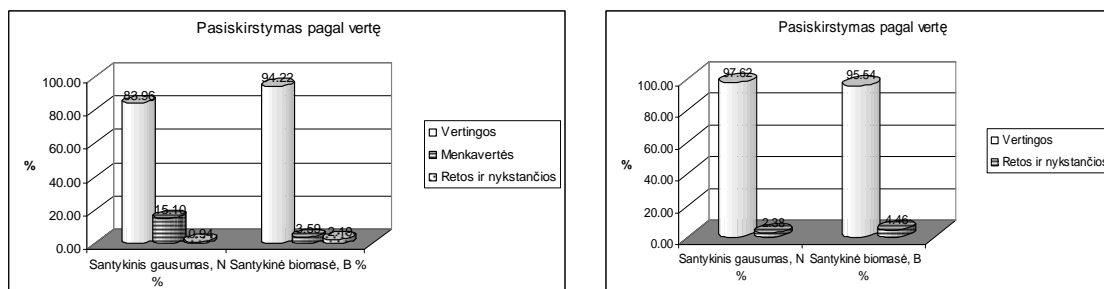 Pasiskirstymas pagal vertę
100.00
80.00
60.00
40.00
20.00
0.00
%
83.96
15.10
0.94
94.22
3.59
2.19
Santykinis gausumas, N
%
Santykinė biomasė, B %
Vertingos
Menkavertės
Retos ir nykstančios
Pasiskirstymas pagal vertę
100.00
80.00
60.00
40.00
20.00
0.00
%
97.62
2.38
95.54
4.46
Santykinis gausumas, N
%
Santykinė biomasė, B
%
Vertingos
Retos ir nykstančios